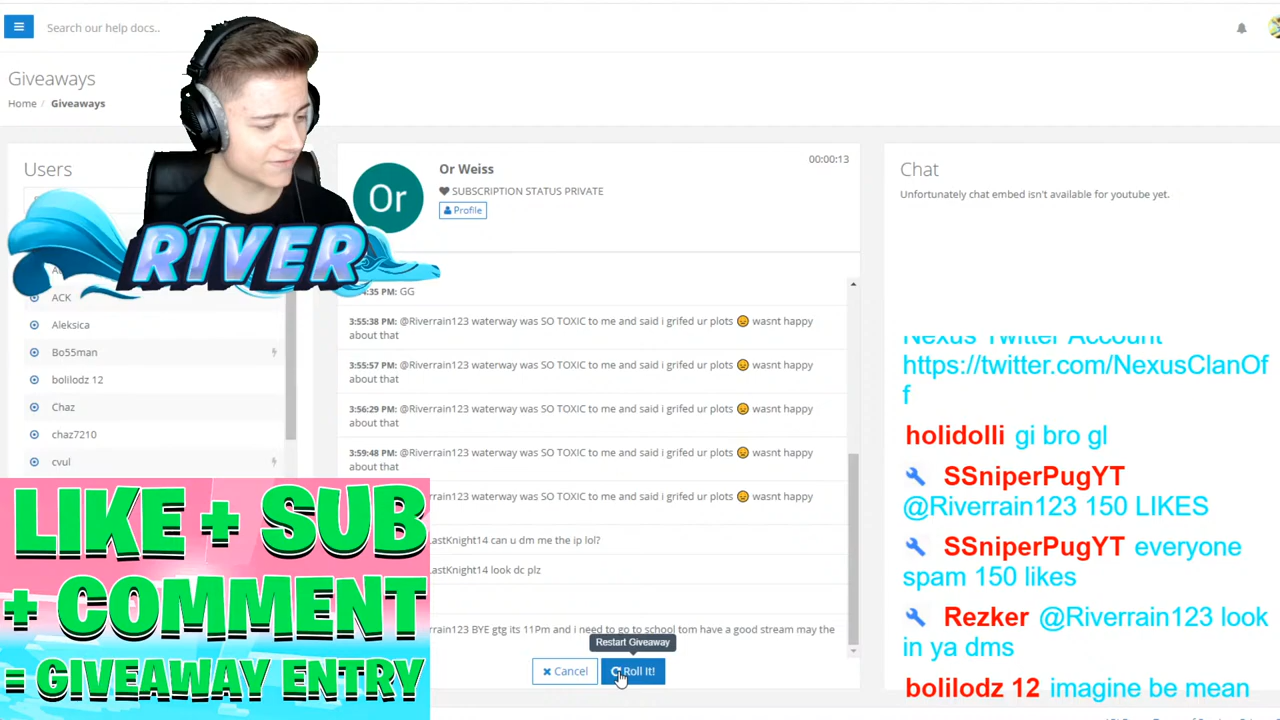 Search our help docs..
Giveaways
Home / Giveaways
Users
ACK
Aleksica
Bo55man
bolilodz 12
Chaz
chaz7210
cvul
RIVER
LIKE + SUB
+ COMMENT
= GIVEAWAY ENTRY
Or
Or Weiss
SUBSCRIPTION STATUS PRIVATE
Profile
00:00:13
:35 PM: GG
3:55:38 PM: @Riverrain123 waterway was SO TOXIC to me and said i grifed ur plots wasnt happy
about that
3:55:57 PM: @Riverrain123 waterway was SO TOXIC to me and said i grifed ur plots wasnt happy
about that
3:56:29 PM: @Riverrain123 waterway was SO TOXIC to me and said i grifed ur plots wasnt happy
about that
3:59:48 PM: @Riverrain123 waterway was SO TOXIC to me and said i grifed ur plots wasnt happy
about that
errain123 waterway was SO TOXIC to me and said i grifed ur plots wasnt happy
astKnight14 can u dm me the ip lol?
astKnight14 look dc plz
rrain123 BYE gtg its 11Pm and i need to go to school tom have a good stream may the
Restart Giveaway
Cancel
Roll It!
Chat
Unfortunately chat embed isn't available for youtube yet.
Nexus Twitter Account
https://twitter.com/NexusClanOf
f
holidolli gi bro gl
SSniperPugYT
@Riverrain123 150 LIKES
SSniperPugYT everyone
spam 150 likes
Rezker @Riverrain123 look
in ya dms
bolilodz 12 imagine be mean